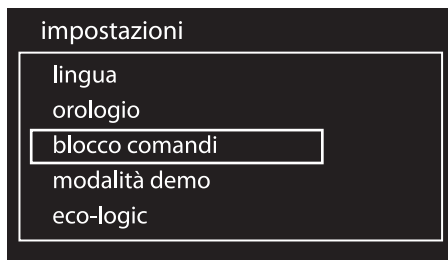 impostazioni
lingua
orologio
blocco comandi
modalità demo
eco-logic